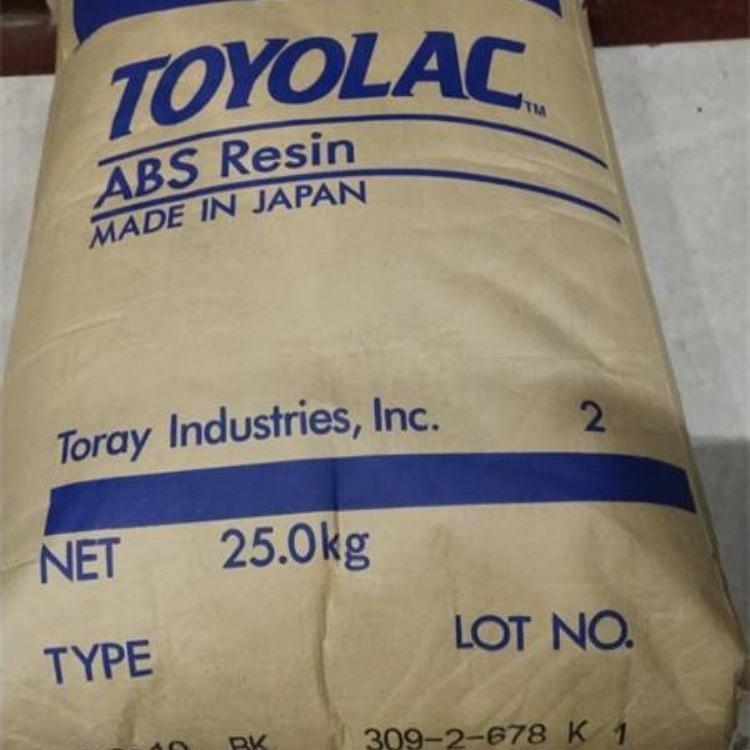 TOYOLAC™
ABS Resin
MADE IN JAPAN
Toray Industries, Inc. 2
NET 25.0kg
LOT NO.
TYPE
BK 309-2-678 K 1